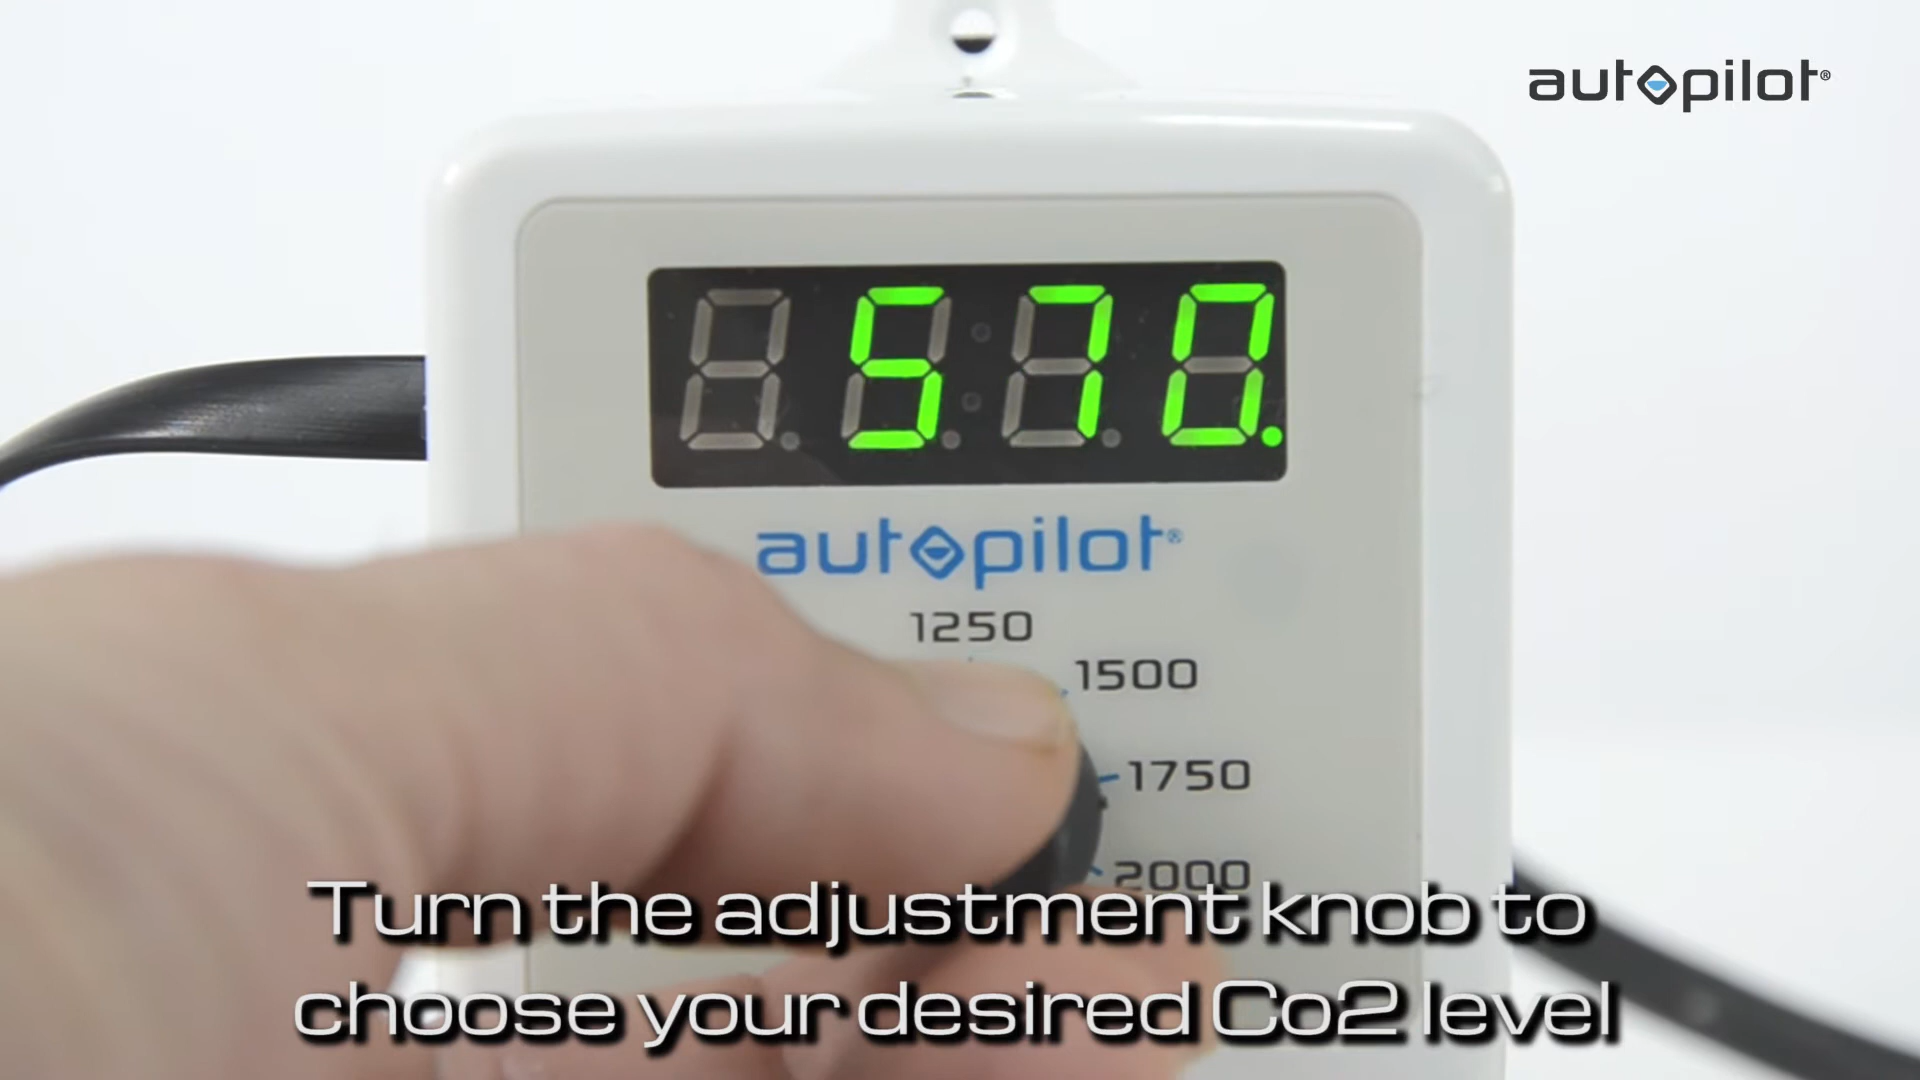 autopilot®
570.
autopilot®
1250
1500
1750
2000
Turn the adjustment knob to
choose your desired Co2 level